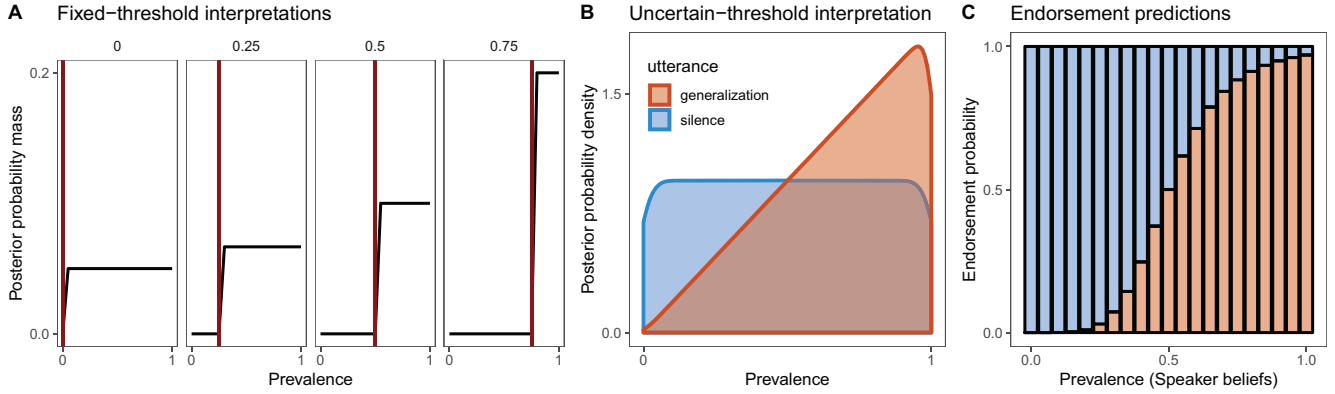 A Fixed−threshold interpretations
0 0.25 0.5 0.75
Posterior probability mass
0.2
0.0
0 1 0 1 0 1 0 1
Prevalence
B Uncertain−threshold interpretation
utterance
generalization
silence
Posterior probability density
1.5
0.0
0 1
Prevalence
C Endorsement predictions
Endorsement probability
1.0
0.5
0.0
0.0 0.5 1.0
Prevalence (Speaker beliefs)